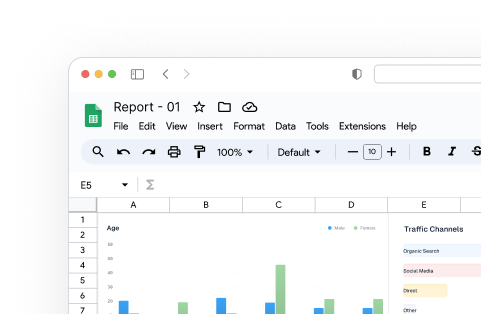 Report - 01
File Edit View Insert Format Data Tools Extensions Help
100% Default 10 B I S
E5 Σ
A B C D E
1
2
3
4
5
6
7
Age
Male Female
60
50
40
30
20
Traffic Channels
Organic Search
Social Media
Direct
Other